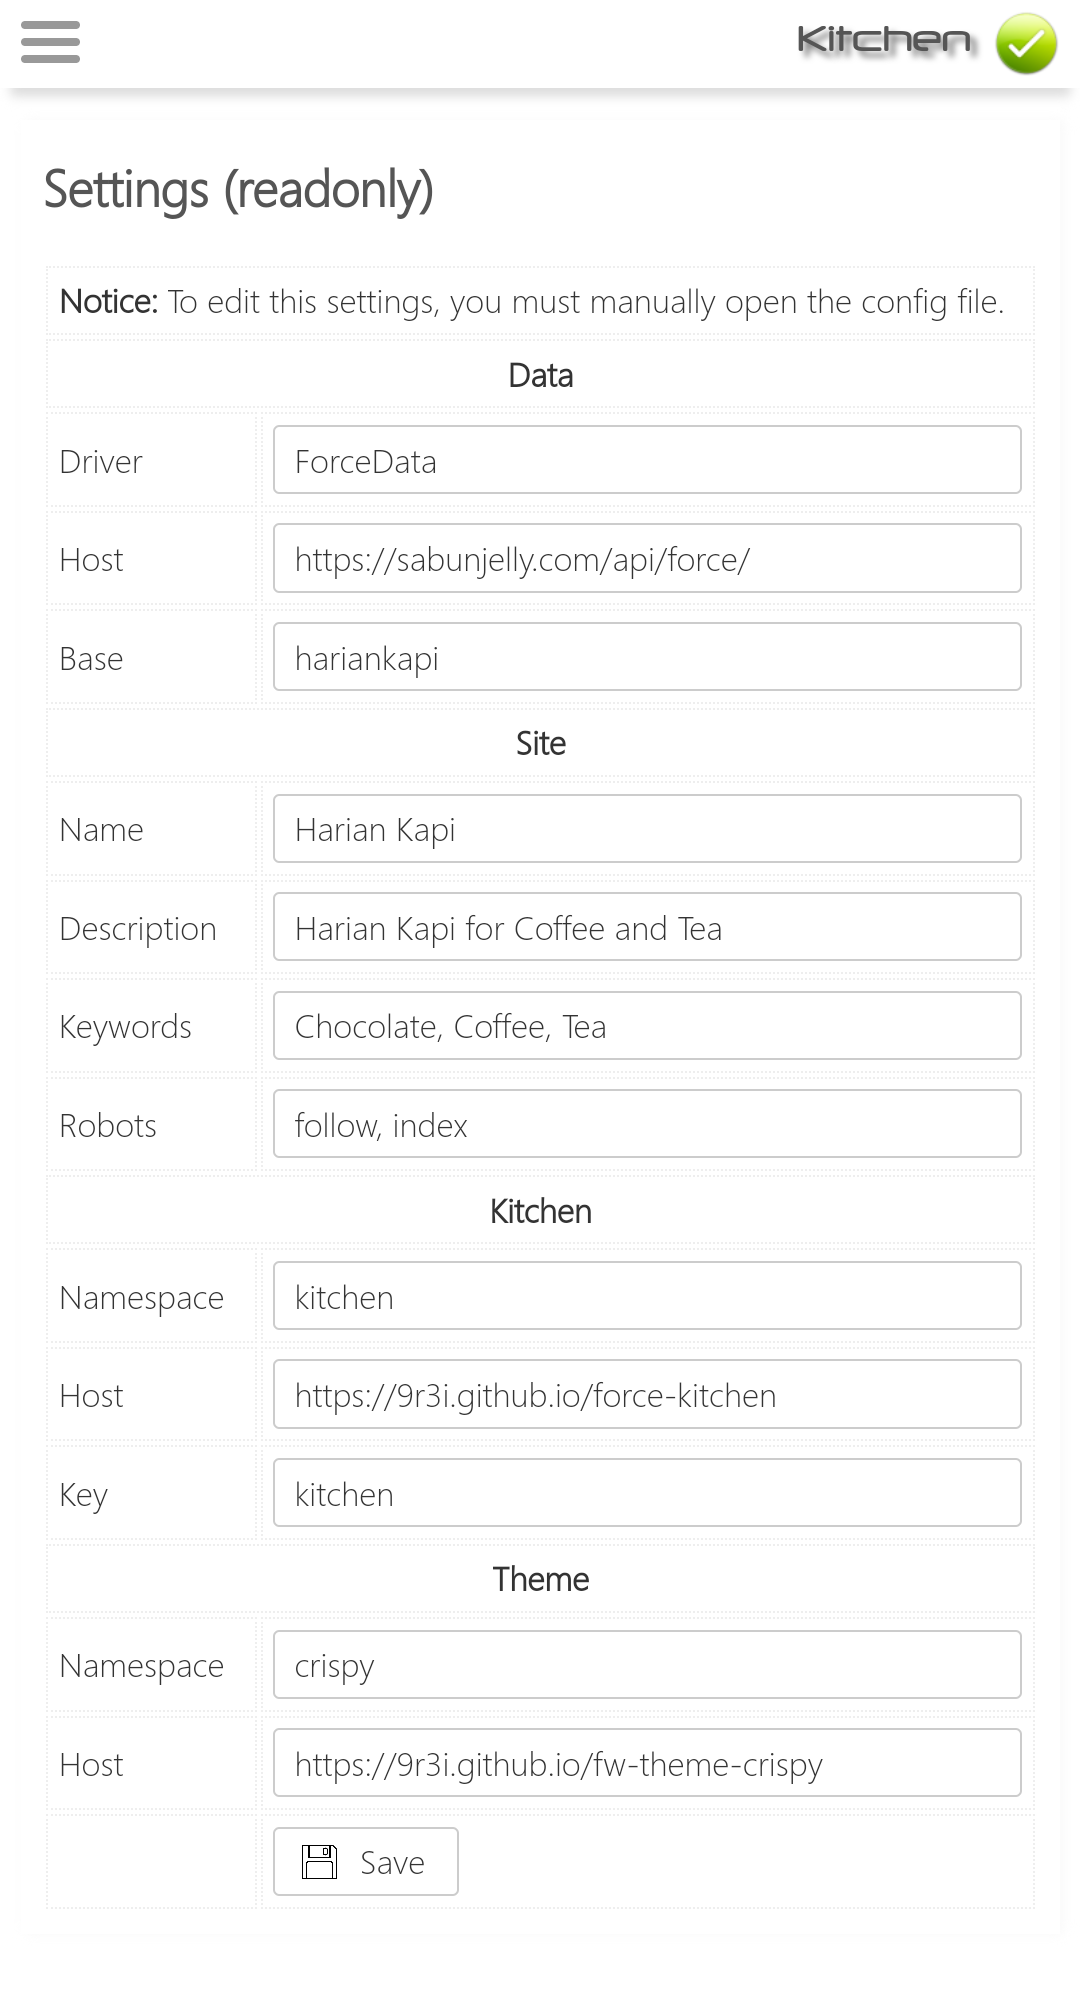 Kitchen
Settings (readonly)
Notice: To edit this settings, you must manually open the config file.
Data
Driver ForceData
Host https://sabunjelly.com/api/force/
Base hariankapi
Site
Name Harian Kapi
Description Harian Kapi for Coffee and Tea
Keywords Chocolate, Coffee, Tea
Robots follow, index
Kitchen
Namespace kitchen
Host https://9r3i.github.io/force-kitchen
Key kitchen
Theme
Namespace crispy
Host https://9r3i.github.io/fw-theme-crispy
Save